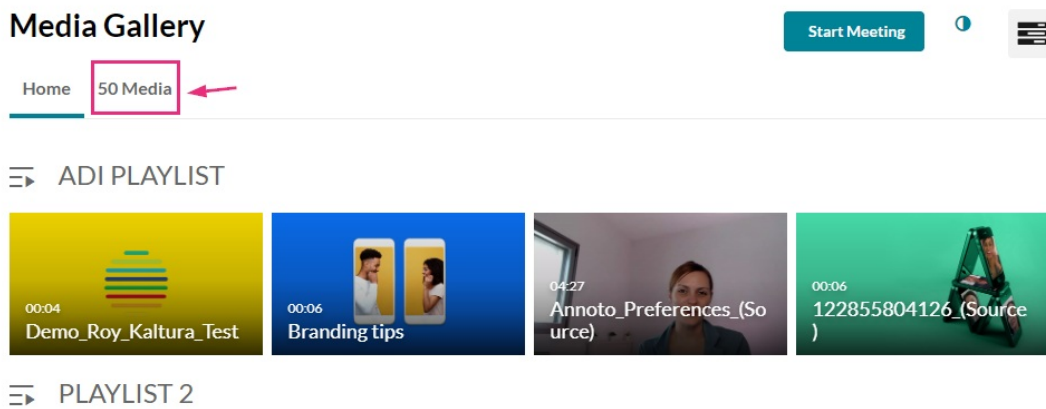 Media Gallery
Start Meeting
Home
50 Media
ADI PLAYLIST
00:04
Demo_Roy_Kaltura_Test
00:06
Branding tips
04:27
Annoto_Preferences_(So
urce)
00:06
122855804126_(Source
)
PLAYLIST 2